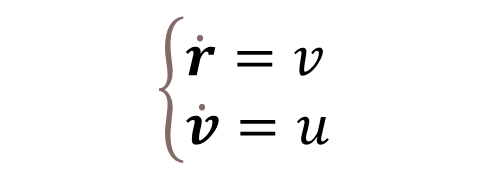 ṙ = v
v̇ = u